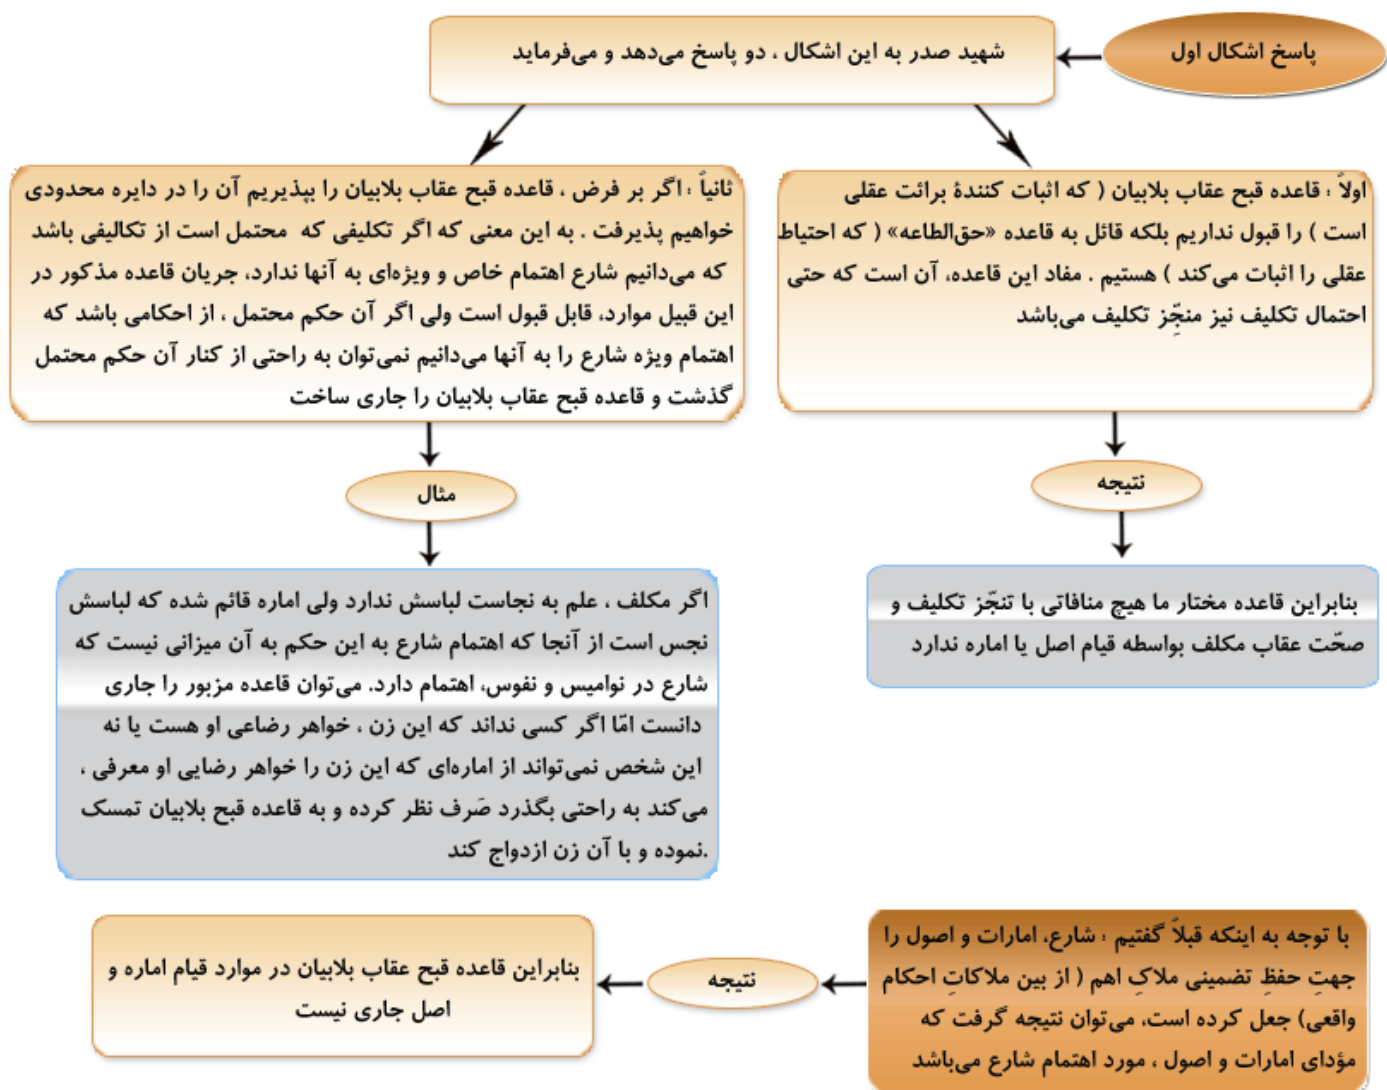 پاسخ اشکال اول
شهید صدر به این اشکال ، دو پاسخ می‌دهد و می‌فرماید
اولاً : قاعده قبح عقاب بلابیان ( که اثبات کنندۀ برائت عقلی
است ) را قبول نداریم بلکه قائل به قاعده «حق‌الطاعه» ( که احتیاط
عقلی را اثبات می‌کند ) هستیم . مفاد این قاعده، آن است که حتی
احتمال تکلیف نیز منجِّز تکلیف می‌باشد
نتیجه
بنابراین قاعده مختار ما هیچ منافاتی با تنجّز تکلیف و
صحّت عقاب مکلف بواسطه قیام اصل یا اماره ندارد
ثانیاً : اگر بر فرض ، قاعده قبح عقاب بلابیان را بپذیریم آن را در دایره محدودی
خواهیم پذیرفت . به این معنی که اگر تکلیفی که محتمل است از تکالیفی باشد
که می‌دانیم شارع اهتمام خاص و ویژه‌ای به آنها ندارد، جریان قاعده مذکور در
این قبیل موارد، قابل قبول است ولی اگر آن حکم محتمل ، از احکامی باشد که
اهتمام ویژه شارع را به آنها می‌دانیم نمی‌توان به راحتی از کنار آن حکم محتمل
گذشت و قاعده قبح عقاب بلابیان را جاری ساخت
مثال
اگر مکلف ، علم به نجاست لباسش ندارد ولی اماره قائم شده که لباسش
نجس است از آنجا که اهتمام شارع به این حکم به آن میزانی نیست که
شارع در نوامیس و نفوس، اهتمام دارد. می‌توان قاعده مزبور را جاری
دانست امّا اگر کسی نداند که این زن ، خواهر رضاعی او هست یا نه
این شخص نمی‌تواند از اماره‌ای که این زن را خواهر رضایی او معرفی ،
می‌کند به راحتی بگذرد صَرف نظر کرده و به قاعده قبح بلابیان تمسک
.نموده و با آن زن ازدواج کند
با توجه به اینکه قبلاً گفتیم : شارع، امارات و اصول را
جهتِ حفظِ تضمینی ملاکِ اهم ( از بین ملاکاتِ احکام
واقعی) جعل کرده است، می‌توان نتیجه گرفت که
مؤدای امارات و اصول ، مورد اهتمام شارع می‌باشد
نتیجه
بنابراین قاعده قبح عقاب بلابیان در موارد قیام اماره و
اصل جاری نیست